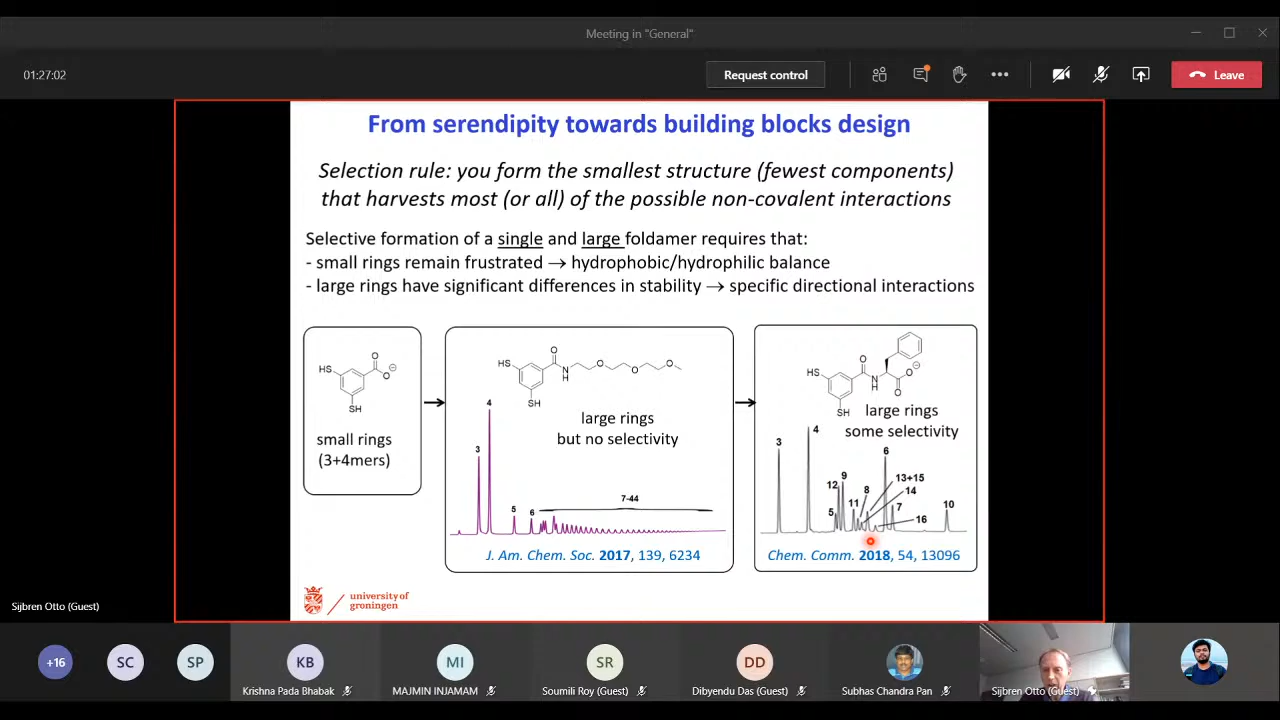 Meeting in "General"
01:27:02
Request control
Leave
From serendipity towards building blocks design
Selection rule: you form the smallest structure (fewest components)
that harvests most (or all) of the possible non-covalent interactions
Selective formation of a single and large foldamer requires that:
- small rings remain frustrated → hydrophobic/hydrophilic balance
- large rings have significant differences in stability → specific directional interactions
HS
O
O
⊖
SH
small rings
(3+4mers)
HS
O
N
H
O
O
O
SH
large rings
but no selectivity
3
4
5
6
7-44
J. Am. Chem. Soc. 2017, 139, 6234
HS
O
N
H
O
O
⊖
SH
large rings
some selectivity
3
4
5
12
9
11
8
6
13+15
14
7
16
10
Chem. Comm. 2018, 54, 13096
university of
groningen
Sijbren Otto (Guest)
+16
SC
SP
KB
Krishna Pada Bhabak
MI
MAJMIN INJAMAM
SR
Soumili Roy (Guest)
DD
Dibyendu Das (Guest)
Subhas Chandra Pan
Sijbren Otto (Guest)